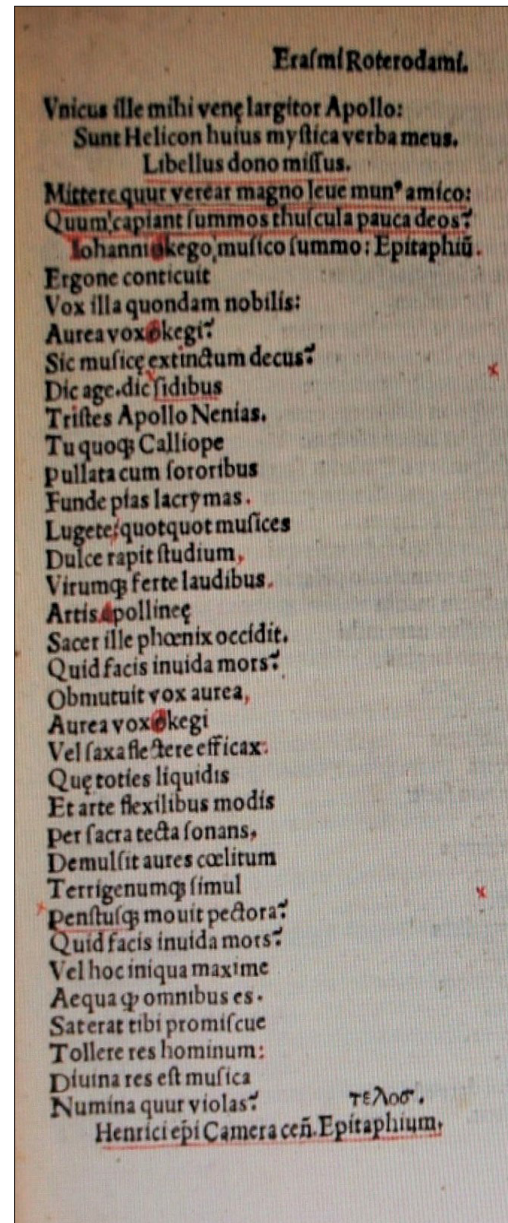 Eraſmi Roterodami.
Vnicus ille mihi venę largitor Apollo:
Sunt Helicon huius myſtica verba meus.
Libellus dono miſſus.
Mittere quur verear magno leue munꝰ amico:
Quum capiant ſummos thuſcula pauca deos?
Iohanni okego muſico ſummo: Epitaphiū.
Ergone conticuit
Vox illa quondam nobilis:
Aurea vox okegi?
Sic muſicę extinctum decus?
Dic age. dic fidibus
Triſtes Apollo Nenias.
Tu quoqꝫ Calliope
pullata cum ſororibus
Funde pias lacrymas.
Lugete: quotquot muſices
Dulce rapit ſtudium,
Virumqꝫ ferte laudibus.
Artis apollineę
Sacer ille phœnix occidit.
Quid facis inuida mors?
Obmutuit vox aurea,
Aurea vox okegi
Vel ſaxa flectere efficax:
Quę toties liquidis
Et arte flexilibus modis
per ſacra tecta ſonans,
Demulſit aures cœlitum
Terrigenumqꝫ ſimul
penſtuſqꝫ mouit pectora?
Quid facis inuida mors?
Vel hoc iniqua maxime
Aequa ꝙ omnibus es.
Sat erat tibi promiſcue
Tollere res hominum:
Diuina res eſt muſica
Numina quur violas? τελοσ.
Henrici ep̄i Camera ceñ. Epitaphium.